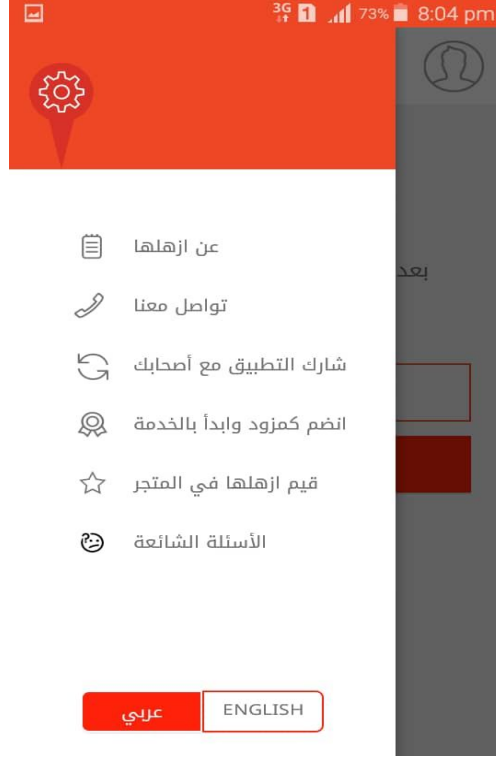 3G 1 73% 8:04 pm
عن ازهلها
بعد
تواصل معنا
شارك التطبيق مع أصحابك
انضم كمزود وابدأ بالخدمة
قيم ازهلها في المتجر
الأسئلة الشائعة
عربي ENGLISH